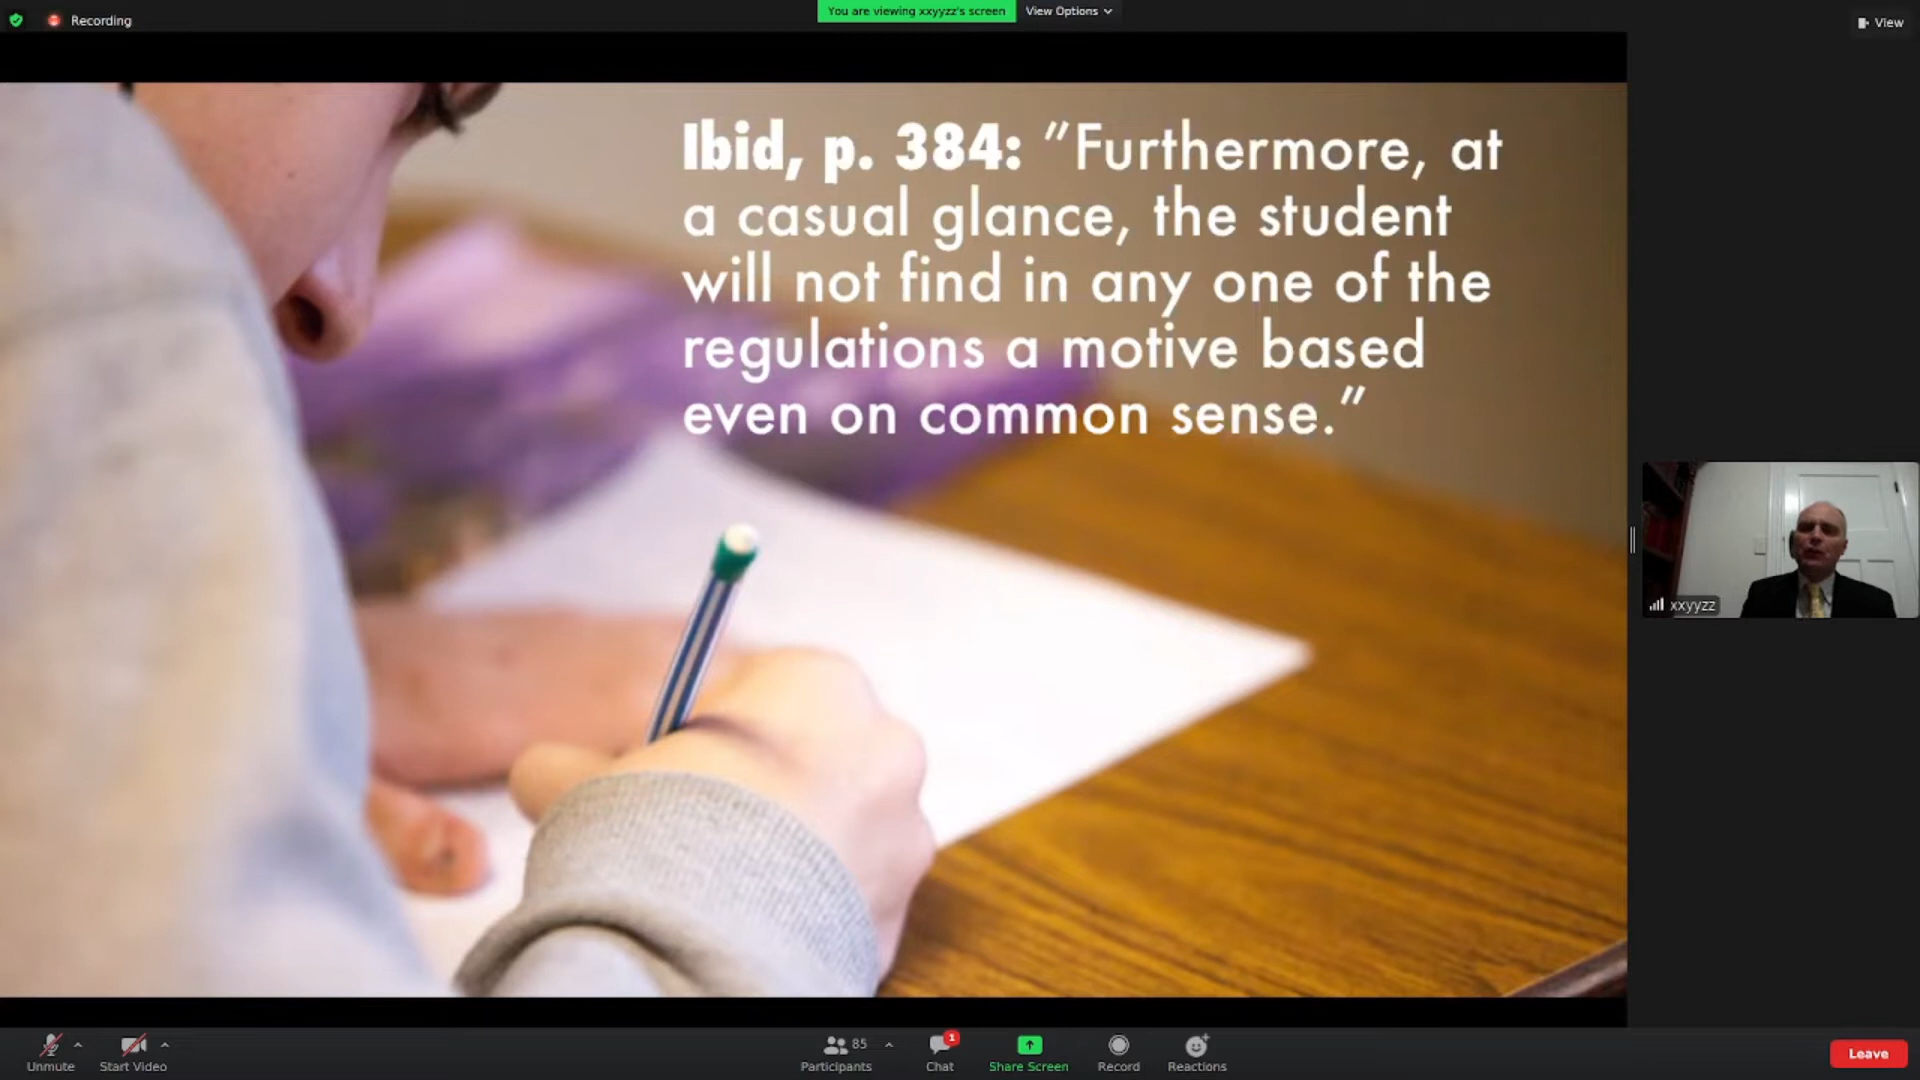 Recording
You are viewing xxyyzz's screen
View Options
View
Ibid, p. 384: "Furthermore, at
a casual glance, the student
will not find in any one of the
regulations a motive based
even on common sense."
xxyyzz
Unmute
Start Video
85
Participants
1
Chat
Share Screen
Record
Reactions
Leave